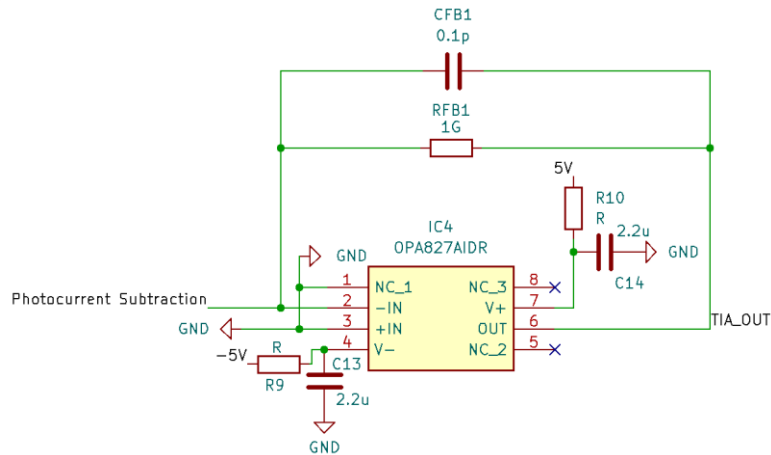 CFB1
0.1p
RFB1
1G
5V
R10
R
2.2u
GND
C14
IC4
OPA827AIDR
GND
1 NC_1 NC_3 8
Photocurrent Subtraction
2 -IN V+ 7
GND
3 +IN OUT 6
TIA_OUT
4 V- NC_2 5
-5V
R
R9
C13
2.2u
GND